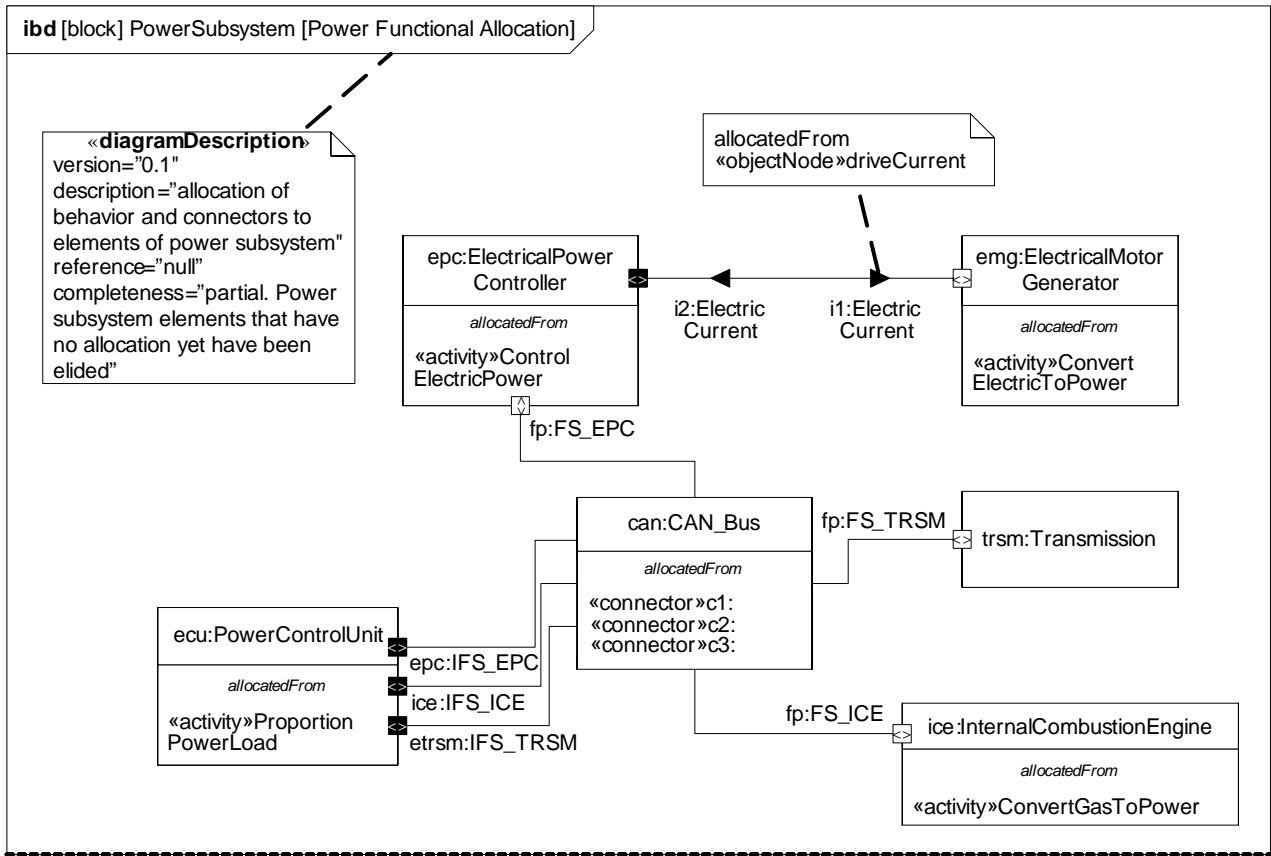 ibd [block] PowerSubsystem [Power Functional Allocation]
«diagramDescription»
version="0.1"
description="allocation of
behavior and connectors to
elements of power subsystem"
reference="null"
completeness="partial. Power
subsystem elements that have
no allocation yet have been
elided"
allocatedFrom
«objectNode»driveCurrent
epc:ElectricalPower
Controller
allocatedFrom
«activity»Control
ElectricPower
i2:Electric
Current
i1:Electric
Current
emg:ElectricalMotor
Generator
allocatedFrom
«activity»Convert
ElectricToPower
fp:FS_EPC
can:CAN_Bus
allocatedFrom
«connector»c1:
«connector»c2:
«connector»c3:
fp:FS_TRSM
trsm:Transmission
ecu:PowerControlUnit
allocatedFrom
«activity»Proportion
PowerLoad
epc:IFS_EPC
ice:IFS_ICE
etrsm:IFS_TRSM
fp:FS_ICE
ice:InternalCombustionEngine
allocatedFrom
«activity»ConvertGasToPower